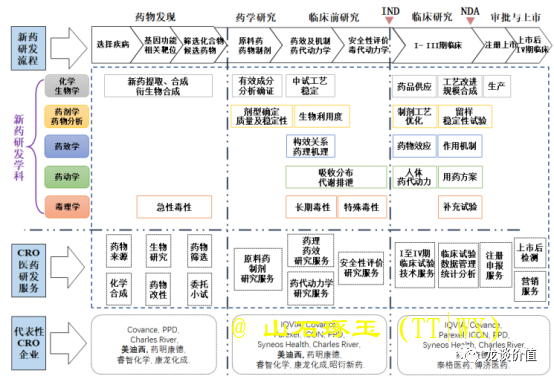 药物发现
药学研究
临床前研究
IND
临床研究
NDA
审批与上市
新药
研发
流程
选择疾病
基因功能
相关靶位
筛选化合物
候选药物
原料药
药物制剂
药效及机制
药代动力学
安全性评价
毒代动力学
I-III期临床
注册上市
上市后
IV期临床
新药研发学科
化学
生物学
新药提取、合成
衍生物合成
有效成分
分析确证
中试工艺
稳定
药品供应
工艺改进
规模合成
生产
药剂学
药物分析
剂型确定
质量及稳定性
生物利用度
制剂工艺
优化
留样
稳定性试验
药效学
构效关系
药理机理
药物效应
作用机制
药动学
吸收分布
代谢排泄
人体
药代动力
用药方案
毒理学
急性毒性
长期毒性
特殊毒性
补充试验
CRO
医药研
发服务
药物
来源
生物
研究
药物
筛选
化学
合成
药物
改性
委托
小试
原料药
制剂
研究服务
药理
药效
研究服务
药代动力学
研究服务
安全性评价
研究服务
I至IV期
临床试验
技术服务
临床试验
数据管理
统计分析
注册
申报
服务
上市后
检测
营销
服务
代表性
CRO
企业
Covance, PPD,
Charles River,
美迪西, 药明康德,
睿智化学, 康龙化成.
IQVIA, Covance,
Parexel, ICON, PPD,
Syneos Health, Charles River,
美迪西, 药明康德,
睿智化学, 康龙化成,昭衍新药.
IQVIA, Covance,
Parexel, ICON, PPD,
Syneos Health, Charles River,
泰格医药, 博济医药